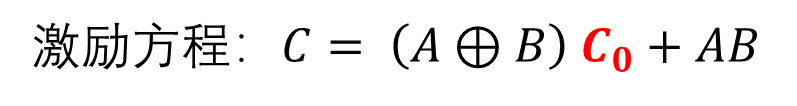 激励方程：C = (A ⊕ B) C₀ + AB